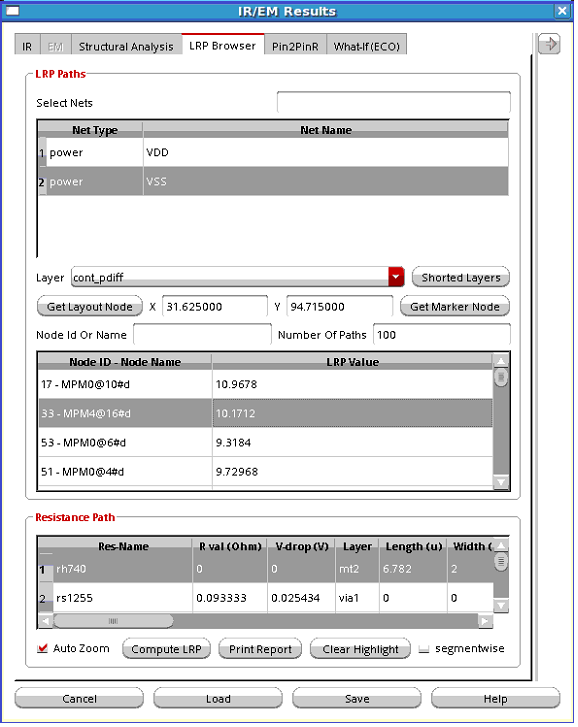 IR/EM Results
IR EM Structural Analysis LRP Browser Pin2PinR What-If(ECO)
LRP Paths
Select Nets
Net Type Net Name
1 power VDD
2 power VSS
Layer cont_pdiff Shorted Layers
Get Layout Node X 31.625000 Y 94.715000 Get Marker Node
Node Id Or Name Number Of Paths 100
Node ID - Node Name LRP Value
17 - MPM0@10#d 10.9678
33 - MPM4@16#d 10.1712
53 - MPM0@6#d 9.3184
51 - MPM0@4#d 9.72968
Resistance Path
Res-Name R val (Ohm) V-drop (V) Layer Length (u) Width (
1 rh740 0 0 mt2 6.782 2
2 rs1255 0.093333 0.025434 via1 0 0
Auto Zoom Compute LRP Print Report Clear Highlight segmentwise
Cancel Load Save Help